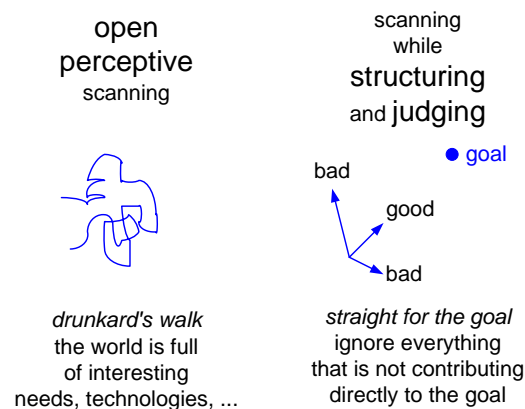 open
perceptive
scanning
drunkard's walk
the world is full
of interesting
needs, technologies, ...
scanning
while
structuring
and judging
goal
bad
good
bad
straight for the goal
ignore everything
that is not contributing
directly to the goal